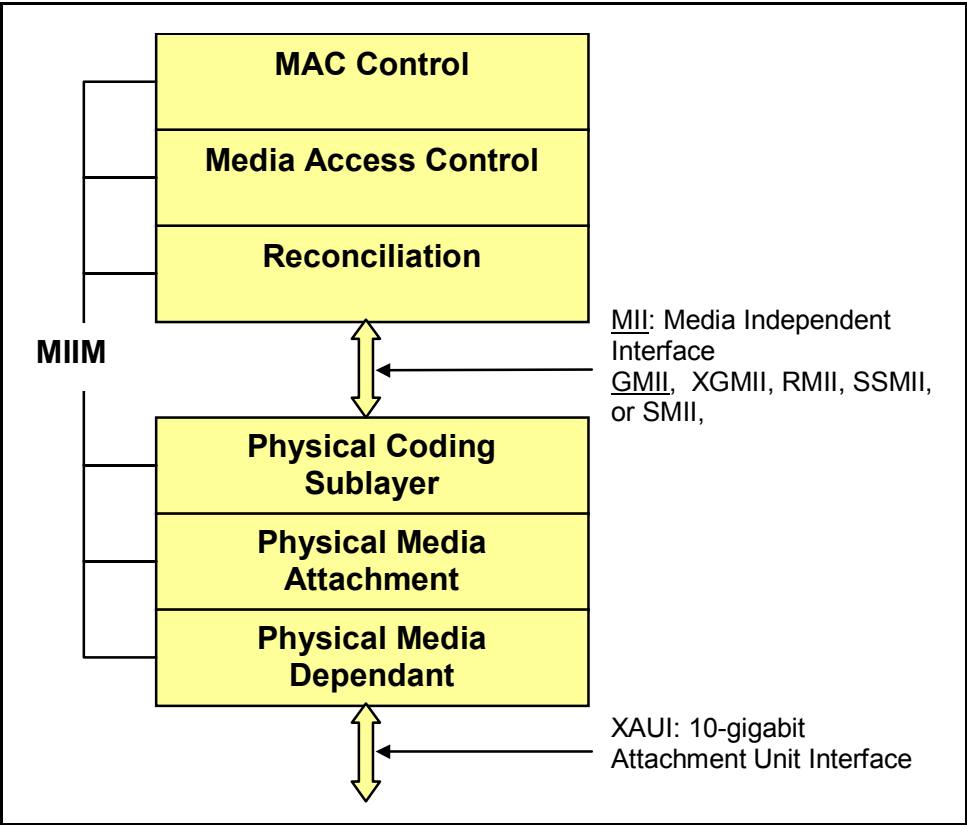 MAC Control
Media Access Control
Reconciliation
MIIM
MII: Media Independent
Interface
GMII,  XGMII, RMII, SSMII,
or SMII,
Physical Coding
Sublayer
Physical Media
Attachment
Physical Media
Dependant
XAUI: 10-gigabit
Attachment Unit Interface